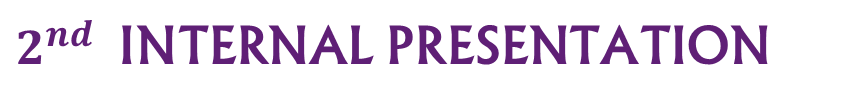 2nd INTERNAL PRESENTATION